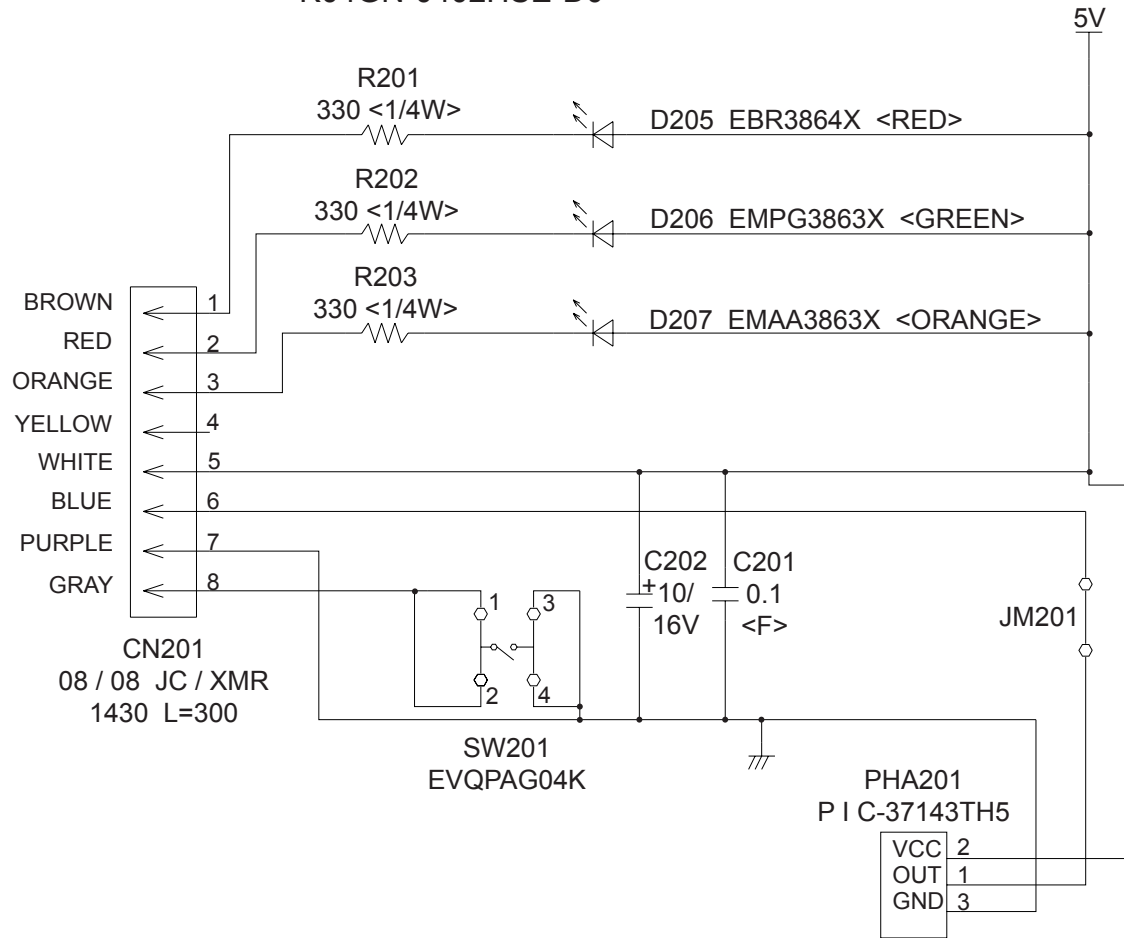 5V
R201
330 <1/4W>
D205 EBR3864X <RED>
R202
330 <1/4W>
D206 EMPG3863X <GREEN>
R203
330 <1/4W>
D207 EMAA3863X <ORANGE>
BROWN 1
RED 2
ORANGE 3
YELLOW 4
WHITE 5
BLUE 6
PURPLE 7
GRAY 8
CN201
08 / 08 JC / XMR
1430 L=300
1 3
2 4
SW201
EVQPAG04K
C202
+10/
16V
C201
0.1
<F>
JM201
PHA201
P I C-37143TH5
VCC 2
OUT 1
GND 3